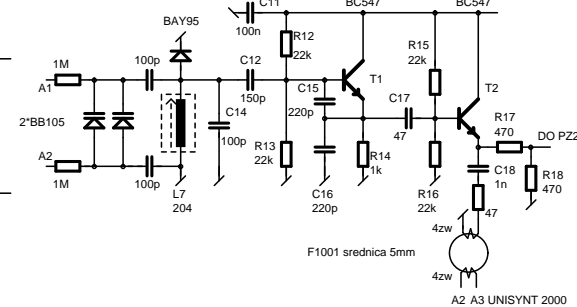 C11
BC547
BC547
BAY95
100n
R12
22k
R15
22k
1M
100p
C12
150p
C15
220p
T1
T2
A1
C17
47
R17
470
DO PZ2
2*BB105
C14
100p
R13
22k
R14
1k
C18
1n
R18
470
A2
1M
100p
L7
204
C16
220p
R16
22k
47
4zw
F1001 srednica 5mm
4zw
A2 A3 UNISYNT 2000